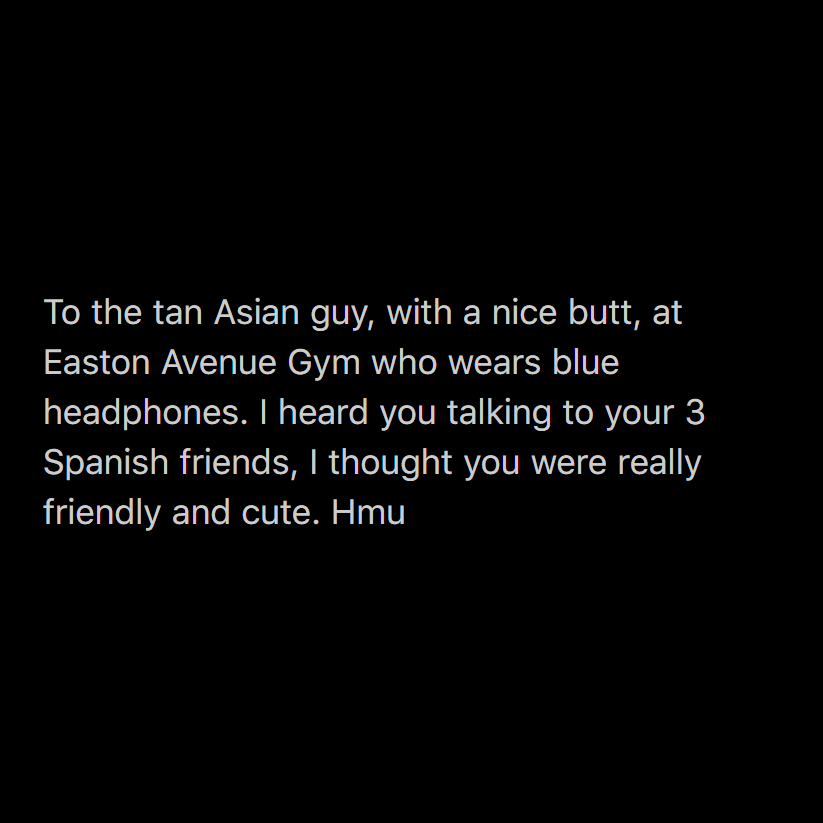 To the tan Asian guy, with a nice butt, at
Easton Avenue Gym who wears blue
headphones. I heard you talking to your 3
Spanish friends, I thought you were really
friendly and cute. Hmu